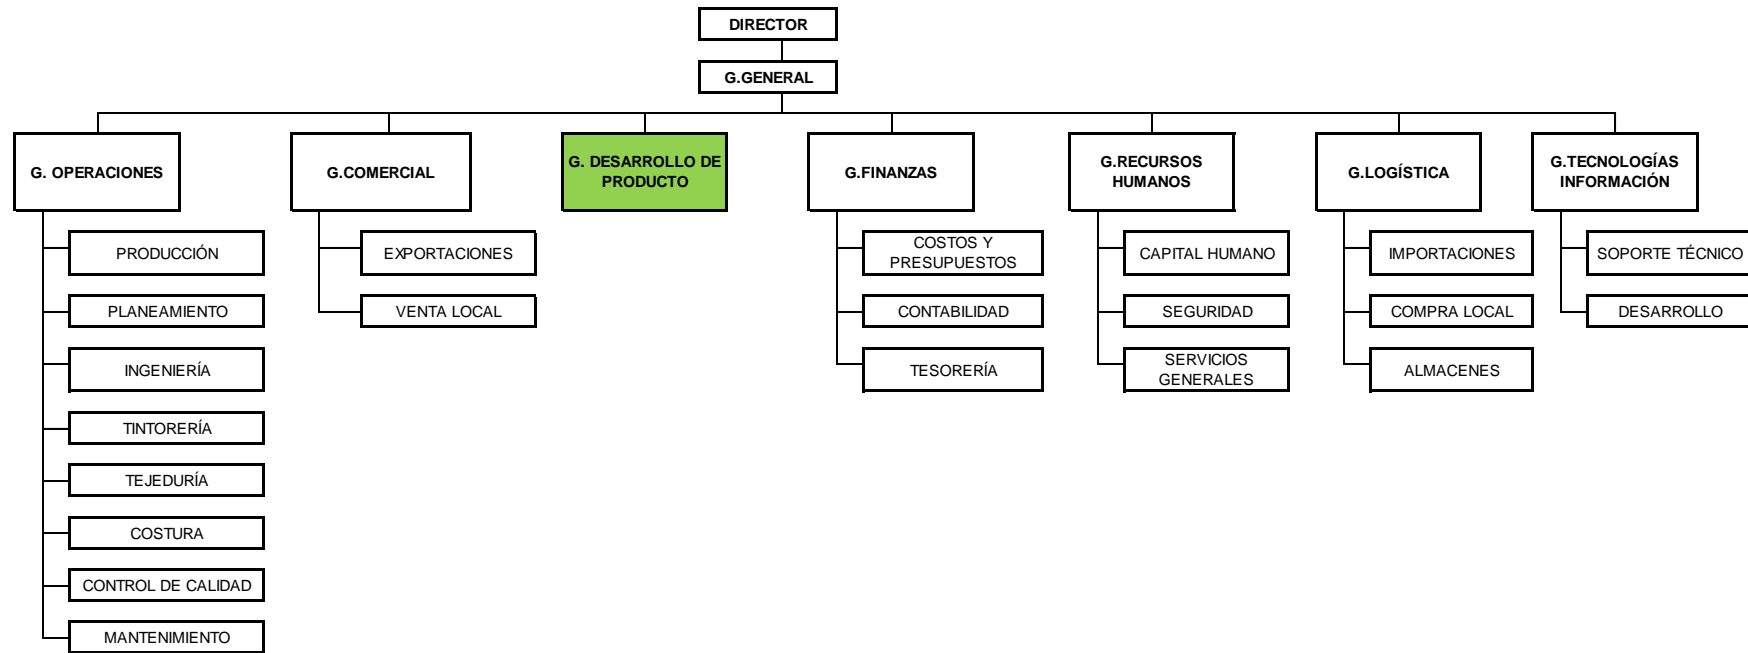 DIRECTOR
G.GENERAL
G. OPERACIONES
G.COMERCIAL
G. DESARROLLO DE
PRODUCTO
G.FINANZAS
G.RECURSOS
HUMANOS
G.LOGÍSTICA
G.TECNOLOGÍAS
INFORMACIÓN
PRODUCCIÓN
PLANEAMIENTO
INGENIERÍA
TINTORERÍA
TEJEDURÍA
COSTURA
CONTROL DE CALIDAD
MANTENIMIENTO
EXPORTACIONES
VENTA LOCAL
COSTOS Y
PRESUPUESTOS
CONTABILIDAD
TESORERÍA
CAPITAL HUMANO
SEGURIDAD
SERVICIOS
GENERALES
IMPORTACIONES
COMPRA LOCAL
ALMACENES
SOPORTE TÉCNICO
DESARROLLO